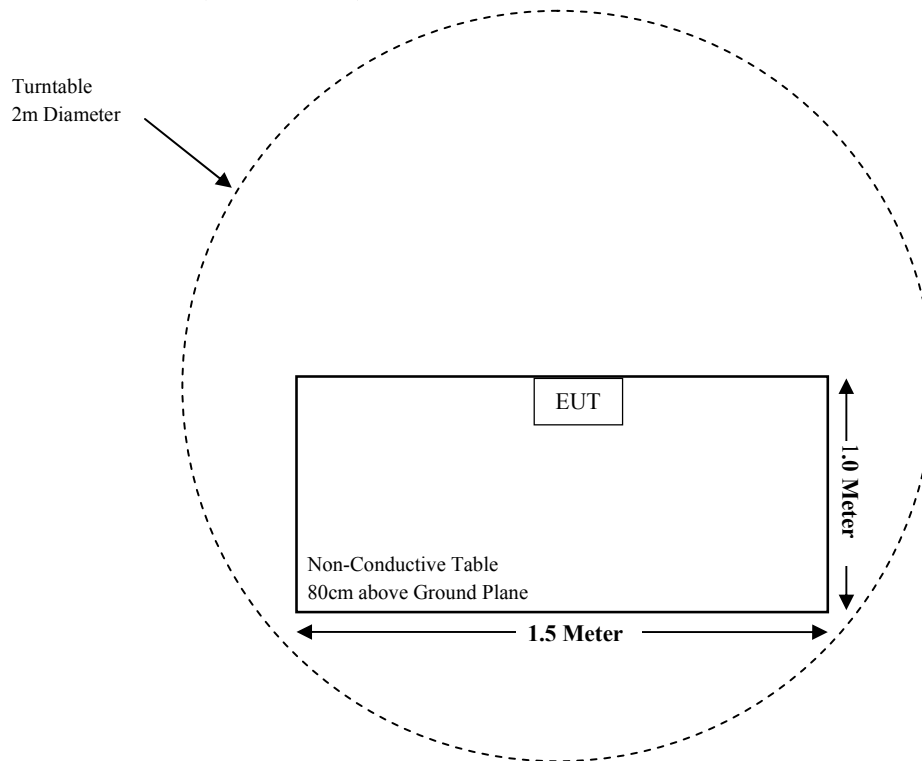 Turntable
2m Diameter
EUT
1.0 Meter
Non-Conductive Table
80cm above Ground Plane
1.5 Meter